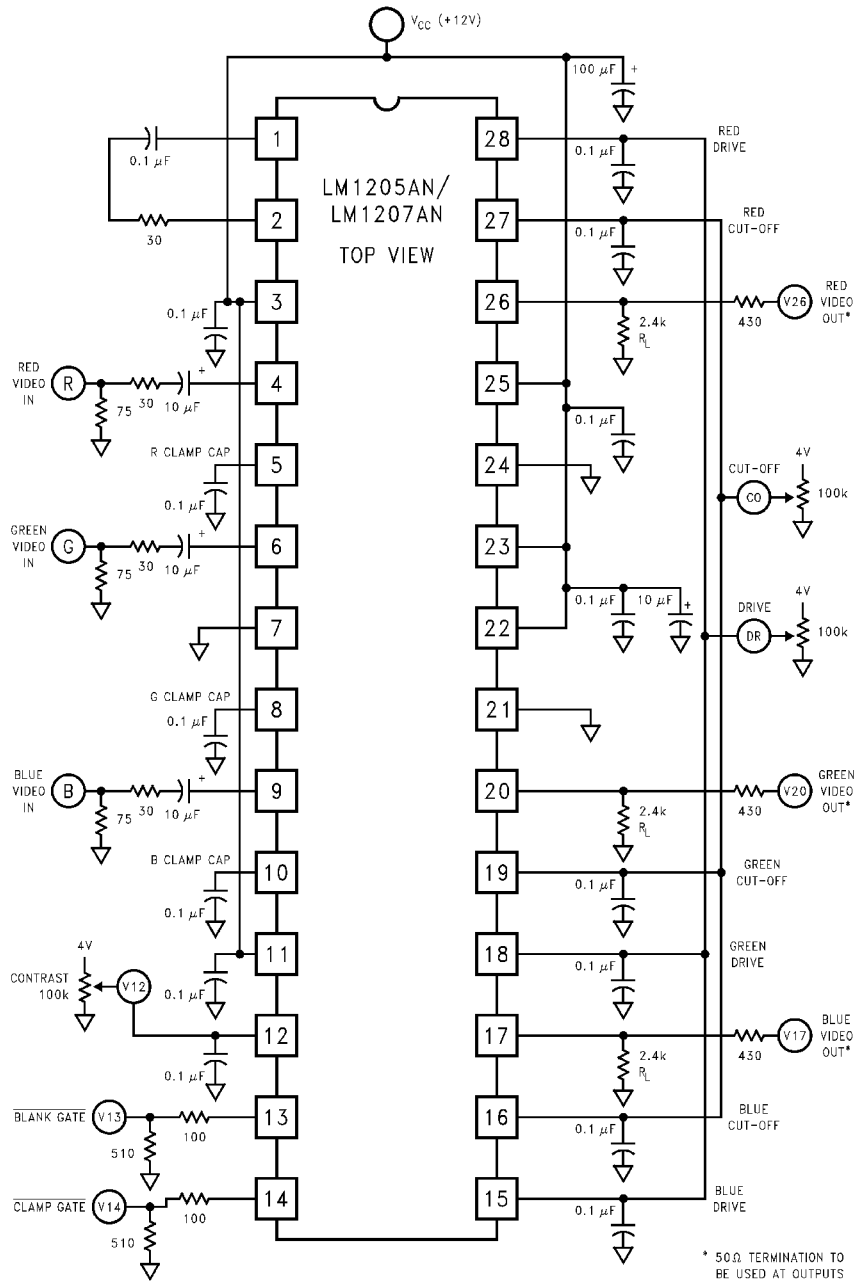 V_CC (+12V)
100 µF +
1
28
RED
DRIVE
0.1 µF
0.1 µF
LM1205AN/
LM1207AN
TOP VIEW
2
30
27
RED
CUT-OFF
0.1 µF
3
0.1 µF
26
2.4k
R_L
430
V26
RED
VIDEO
OUT*
RED
VIDEO
IN
R
75
30
10 µF
+
4
25
0.1 µF
R CLAMP CAP
0.1 µF
5
24
CUT-OFF
CO
4V
100k
GREEN
VIDEO
IN
G
75
30
10 µF
+
6
23
7
22
0.1 µF
10 µF
+
DRIVE
DR
4V
100k
G CLAMP CAP
0.1 µF
8
21
BLUE
VIDEO
IN
B
75
30
10 µF
+
9
20
2.4k
R_L
430
V20
GREEN
VIDEO
OUT*
B CLAMP CAP
0.1 µF
10
19
0.1 µF
GREEN
CUT-OFF
0.1 µF
11
18
0.1 µF
GREEN
DRIVE
4V
CONTRAST
100k
V12
0.1 µF
12
17
2.4k
R_L
430
V17
BLUE
VIDEO
OUT*
BLANK GATE
V13
510
100
13
16
0.1 µF
BLUE
CUT-OFF
CLAMP GATE
V14
510
100
14
15
0.1 µF
BLUE
DRIVE
* 50Ω TERMINATION TO
BE USED AT OUTPUTS